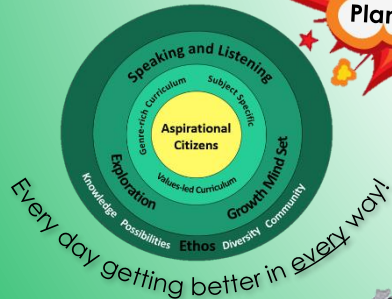 Plan
Speaking and Listening
Genre-rich Curriculum
Subject Specific
Aspirational
Citizens
Values-led Curriculum
Exploration
Growth Mind Set
Knowledge Possibilities Ethos Diversity Community
Every day getting better in every way!